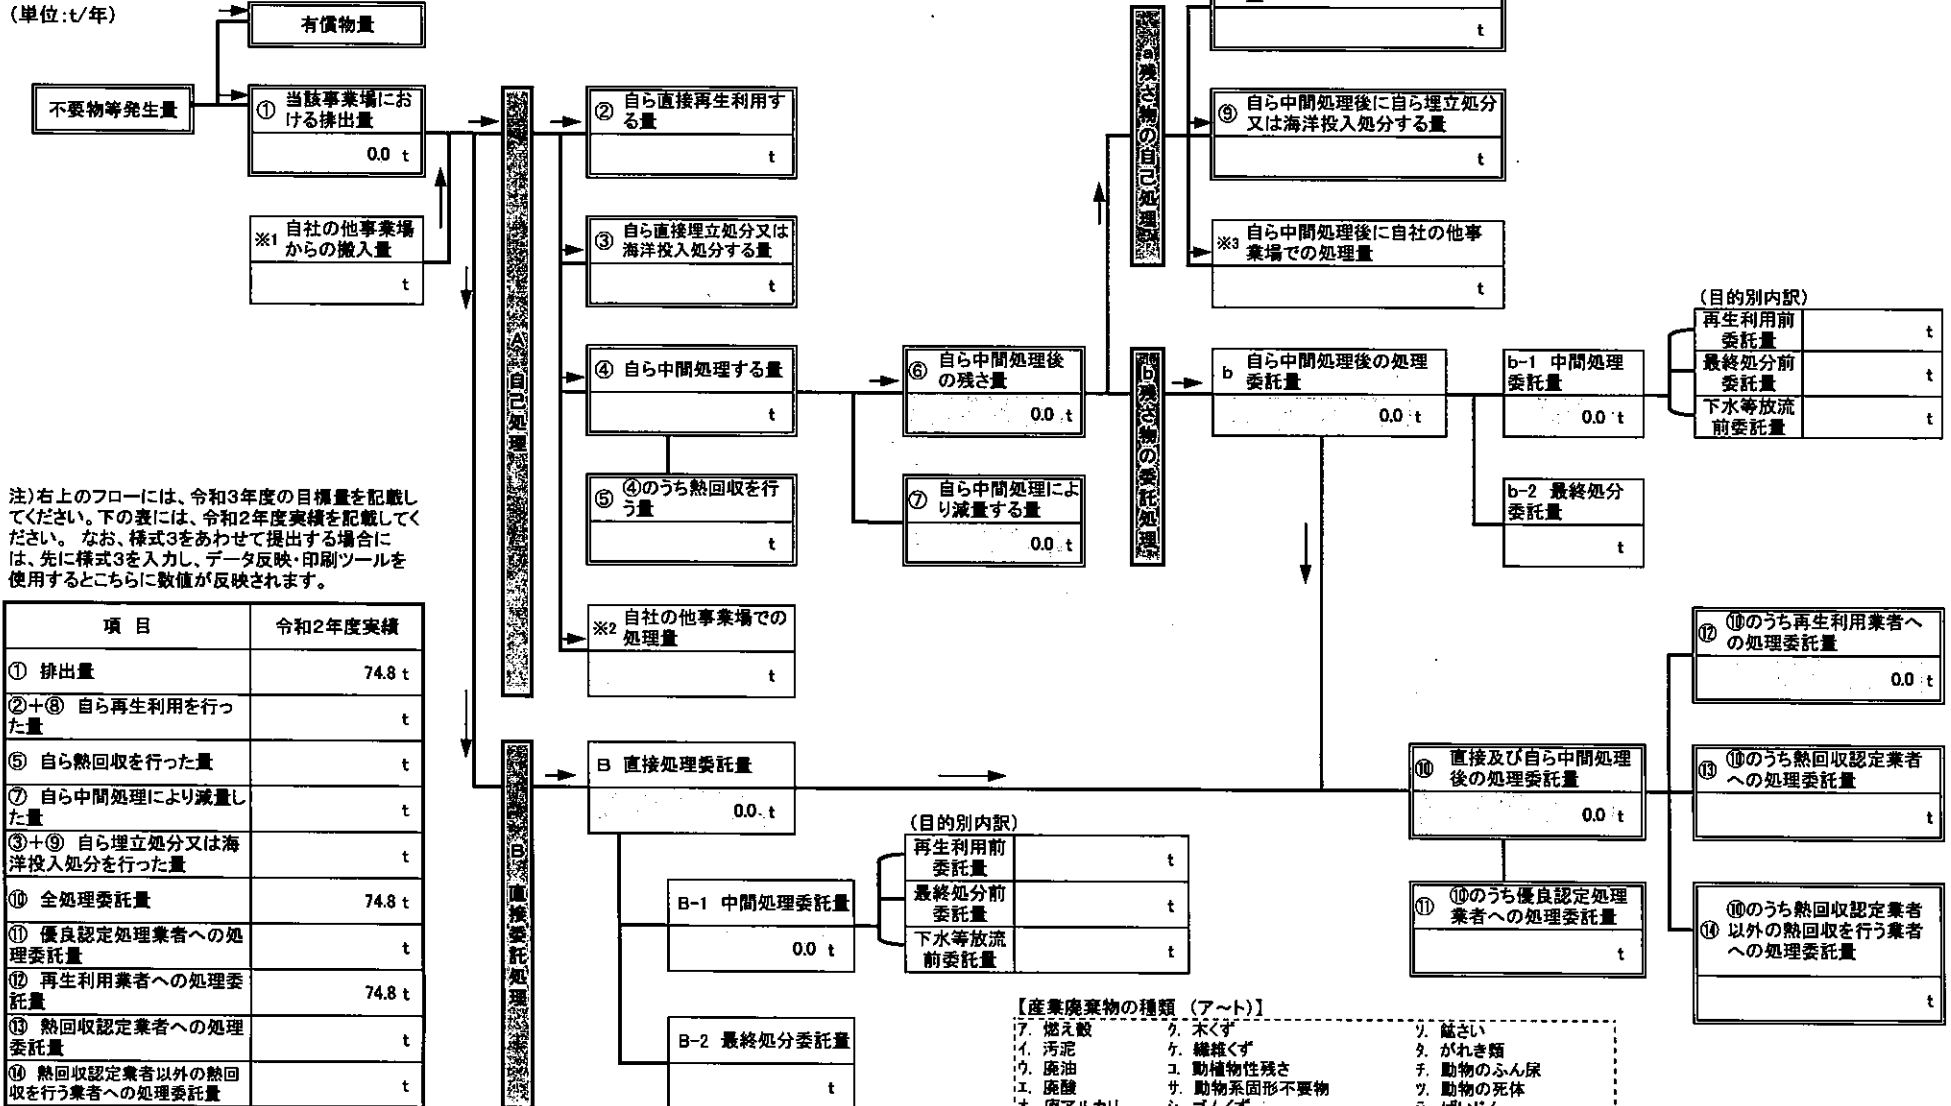 (単位:t/年)
有償物量
不要物等発生量
① 当該事業場にお
ける排出量
0.0 t
※1 自社の他事業場
からの搬入量
t
A 自己処理
② 自ら直接再生利用す
る量
t
③ 自ら直接埋立処分又は
海洋投入処分する量
t
④ 自ら中間処理する量
t
⑤ ④のうち熱回収を行
う量
t
※2 自社の他事業場での
処理量
t
⑥ 自ら中間処理後
の残さ量
0.0 t
⑦ 自ら中間処理によ
り減量する量
0.0 t
a 残さ物の自己処理
t
⑨ 自ら中間処理後に自ら埋立処分
又は海洋投入処分する量
t
※3 自ら中間処理後に自社の他事
業場での処理量
t
b 残さ物の委託処理
b 自ら中間処理後の処理
委託量
0.0 t
b-1 中間処理
委託量
0.0 t
b-2 最終処分
委託量
t
(目的別内訳)
再生利用前
委託量
t
最終処分前
委託量
t
下水等放流
前委託量
t
注)右上のフローには、令和3年度の目標量を記載し
てください。下の表には、令和2年度実績を記載してく
ださい。 なお、様式3をあわせて提出する場合に
は、先に様式3を入力し、データ反映・印刷ツールを
使用するとこちらに数値が反映されます。
項 目 令和2年度実績
① 排出量 74.8 t
②+⑧ 自ら再生利用を行っ
た量 t
⑤ 自ら熱回収を行った量 t
⑦ 自ら中間処理により減量し
た量 t
③+⑨ 自ら埋立処分又は海
洋投入処分を行った量 t
⑩ 全処理委託量 74.8 t
⑪ 優良認定処理業者への処
理委託量 t
⑫ 再生利用業者への処理委
託量 74.8 t
⑬ 熱回収認定業者への処理
委託量 t
⑭ 熱回収認定業者以外の熱回
収を行う業者への処理委託量 t
B 直接委託処理
B 直接処理委託量
0.0 t
B-1 中間処理委託量
0.0 t
B-2 最終処分委託量
t
(目的別内訳)
再生利用前
委託量
t
最終処分前
委託量
t
下水等放流
前委託量
t
⑩ 直接及び自ら中間処理
後の処理委託量
0.0 t
⑪ ⑩のうち優良認定処理
業者への処理委託量
t
⑫ ⑩のうち再生利用業者へ
の処理委託量
0.0 t
⑬ ⑩のうち熱回収認定業者
への処理委託量
t
⑭ ⑩のうち熱回収認定業者
以外の熱回収を行う業者
への処理委託量
t
【産業廃棄物の種類 (ア~ト)】
ア. 燃え殻 ク. 木くず ソ. 鉱さい
イ. 汚泥 ケ. 繊維くず タ. がれき類
ウ. 廃油 コ. 動植物性残さ チ. 動物のふん尿
エ. 廃酸 サ. 動物系固形不要物 ツ. 動物の死体